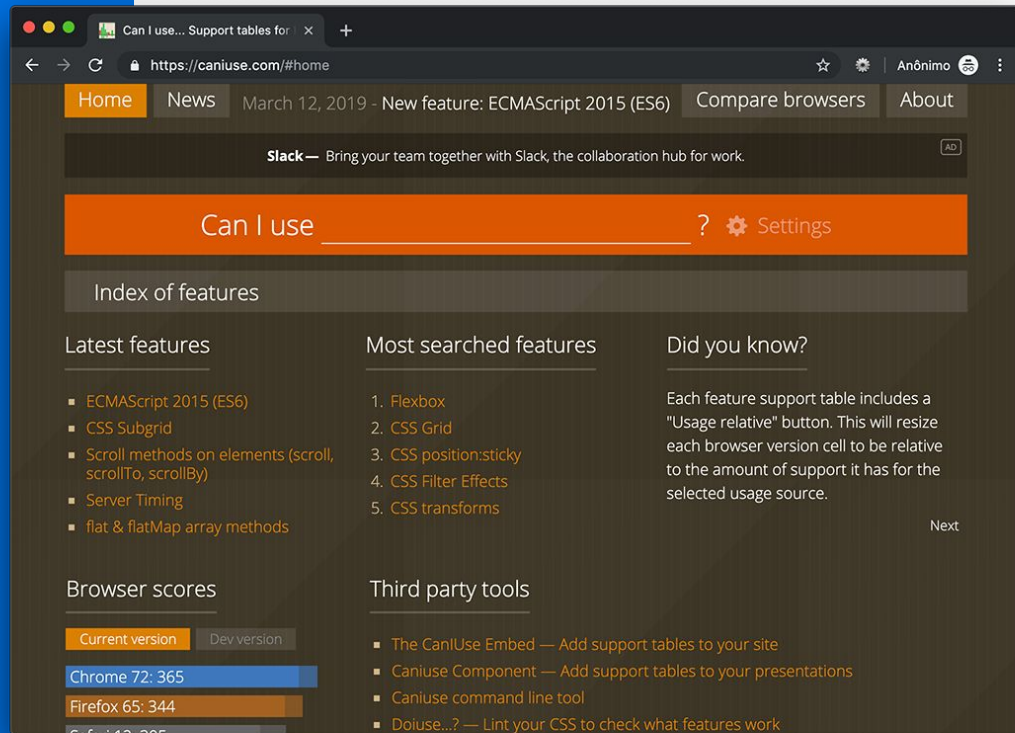 Can I use... Support tables for
https://caniuse.com/#home
Anônimo
Home
News
March 12, 2019 - New feature: ECMAScript 2015 (ES6)
Compare browsers
About
Slack— Bring your team together with Slack, the collaboration hub for work.
AD
Can I use ? Settings
Index of features
Latest features
ECMAScript 2015 (ES6)
CSS Subgrid
Scroll methods on elements (scroll,
scrollTo, scrollBy)
Server Timing
flat & flatMap array methods
Most searched features
1. Flexbox
2. CSS Grid
3. CSS position:sticky
4. CSS Filter Effects
5. CSS transforms
Did you know?
Each feature support table includes a
"Usage relative" button. This will resize
each browser version cell to be relative
to the amount of support it has for the
selected usage source.
Next
Browser scores
Current version
Dev version
Chrome 72: 365
Firefox 65: 344
Third party tools
The CanIUse Embed — Add support tables to your site
Caniuse Component — Add support tables to your presentations
Caniuse command line tool
Doiuse...? — Lint your CSS to check what features work